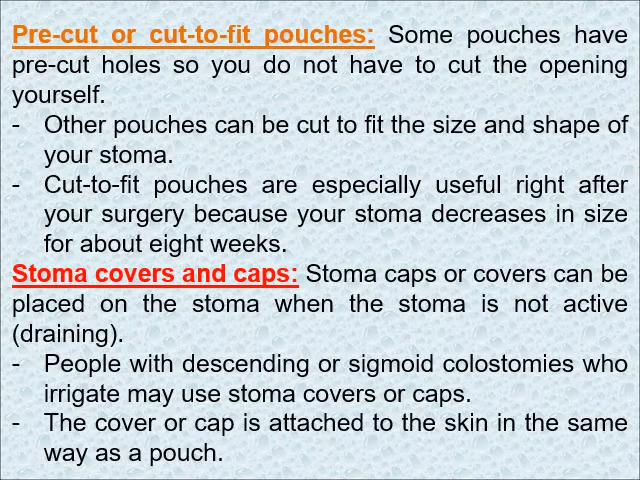 Pre-cut or cut-to-fit pouches: Some pouches have
pre-cut holes so you do not have to cut the opening
yourself.
- Other pouches can be cut to fit the size and shape of
your stoma.
- Cut-to-fit pouches are especially useful right after
your surgery because your stoma decreases in size
for about eight weeks.
Stoma covers and caps: Stoma caps or covers can be
placed on the stoma when the stoma is not active
(draining).
- People with descending or sigmoid colostomies who
irrigate may use stoma covers or caps.
- The cover or cap is attached to the skin in the same
way as a pouch.